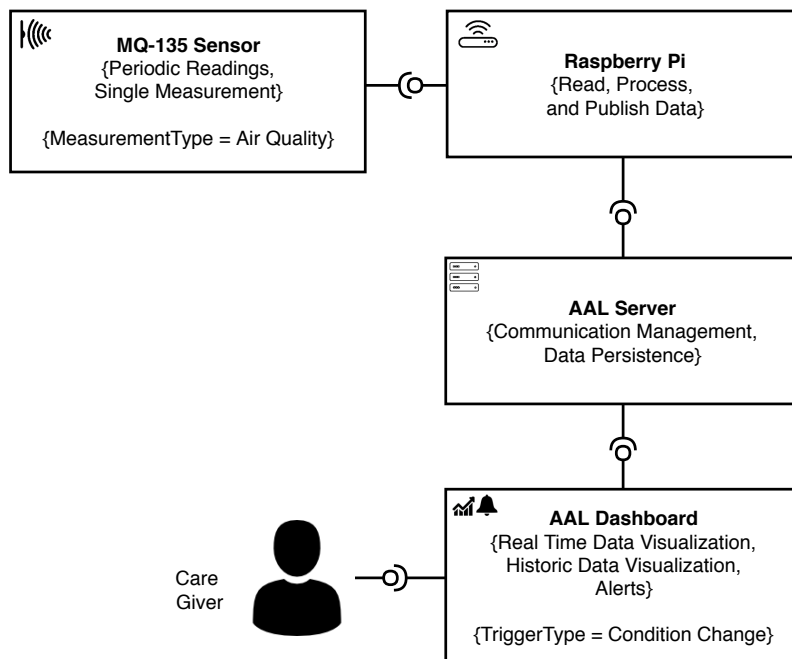 MQ-135 Sensor
{Periodic Readings,
Single Measurement}
{MeasurementType = Air Quality}
Raspberry Pi
{Read, Process,
and Publish Data}
AAL Server
{Communication Management,
Data Persistence}
AAL Dashboard
{Real Time Data Visualization,
Historic Data Visualization,
Alerts}
{TriggerType = Condition Change}
Care
Giver